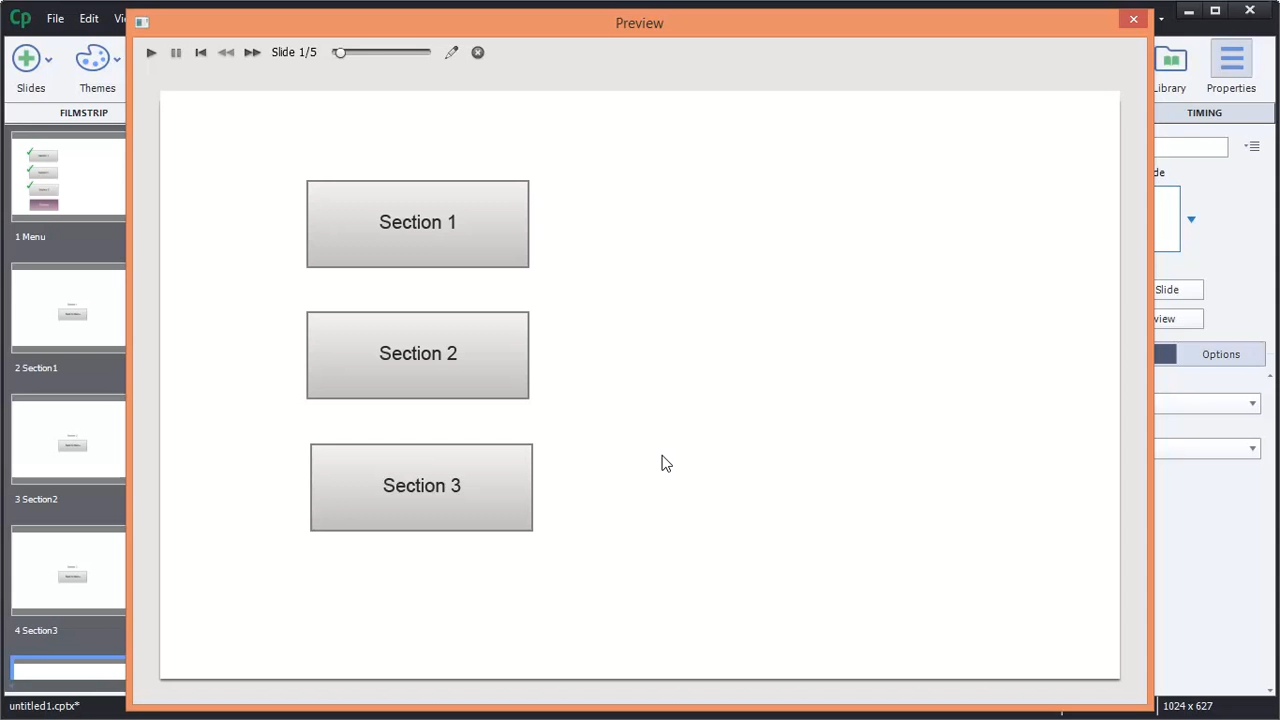 Cp File Edit Vi
Preview
Slide 1/5
Slides
Themes
Library
Properties
FILMSTRIP
TIMING
Section 1
Section 2
Section 3
1 Menu
2 Section1
3 Section2
4 Section3
de
Slide
view
Options
untitled1.cptx*
1024 x 627